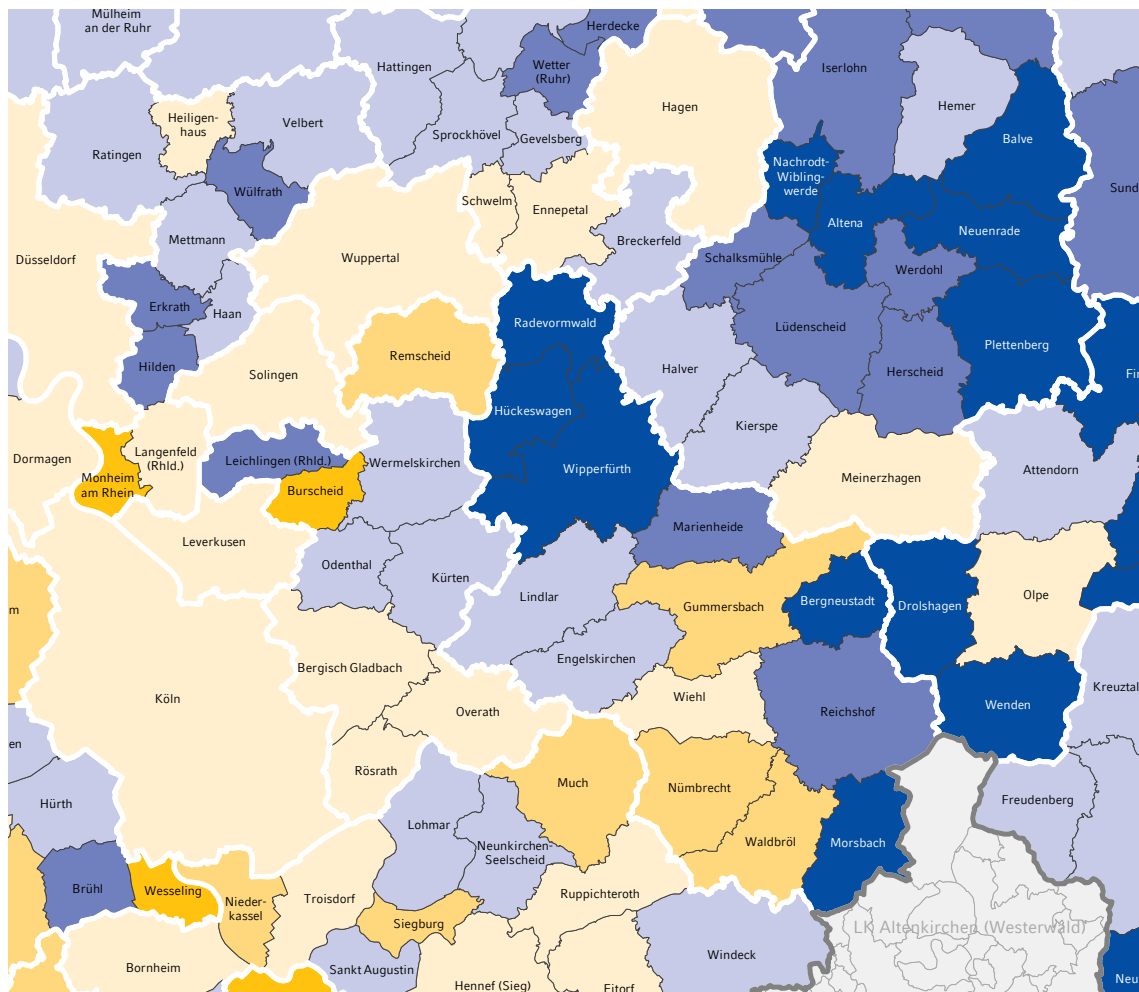 Mülheim
an der Ruhr
Herdecke
Hattingen
Wetter
(Ruhr)
Iserlohn
Hagen
Hemer
Heiligen-
haus
Velbert
Sprockhövel
Gevelsberg
Balve
Ratingen
Nachrodt-
Wibling-
werde
Wülfrath
Sund
Schwelm
Ennepetal
Altena
Neuenrade
Mettmann
Breckerfeld
Düsseldorf
Wuppertal
Schalksmühle
Werdohl
Erkrath
Haan
Radevormwald
Lüdenscheid
Plettenberg
Remscheid
Hilden
Solingen
Halver
Herscheid
Fin
Hückeswagen
Kierspe
Dormagen
Langenfeld
(Rhld.)
Leichlingen (Rhld.)
Wermelskirchen
Wipperfürth
Attendorn
Monheim
am Rhein
Burscheid
Meinerzhagen
Marienheide
Leverkusen
Odenthal
Kürten
Lindlar
Gummersbach
Bergneustadt
Drolshagen
Olpe
m
Engelskirchen
Bergisch Gladbach
Köln
Wiehl
Kreuztal
Overath
Reichshof
Wenden
en
Rösrath
Much
Nümbrecht
Hürth
Freudenberg
Lohmar
Neunkirchen-
Seelscheid
Waldbröl
Morsbach
Brühl
Wesseling
Nieder-
kassel
Troisdorf
Ruppichteroth
Siegburg
LK Altenkirchen (Westerwald)
Bornheim
Sankt Augustin
Windeck
Hennef (Sieg)
Eitorf
Neu